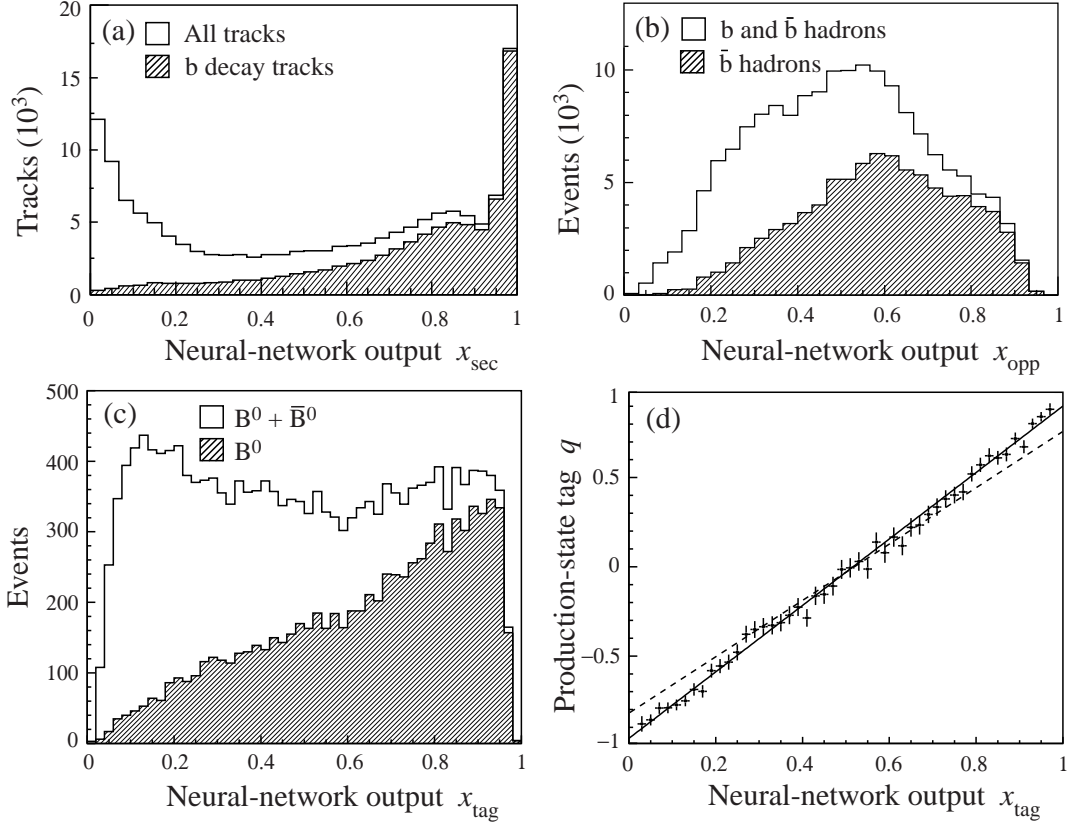 (a)
All tracks
b decay tracks
Tracks (10³)
20
15
10
5
0
0 0.2 0.4 0.6 0.8 1
Neural-network output x_sec
(b)
b and b̄ hadrons
b̄ hadrons
Events (10³)
10
5
0
0 0.2 0.4 0.6 0.8 1
Neural-network output x_opp
(c)
B⁰ + B̄⁰
B⁰
Events
500
400
300
200
100
0
0 0.2 0.4 0.6 0.8 1
Neural-network output x_tag
(d)
Production-state tag q
1
0.5
0
−0.5
−1
0 0.2 0.4 0.6 0.8 1
Neural-network output x_tag